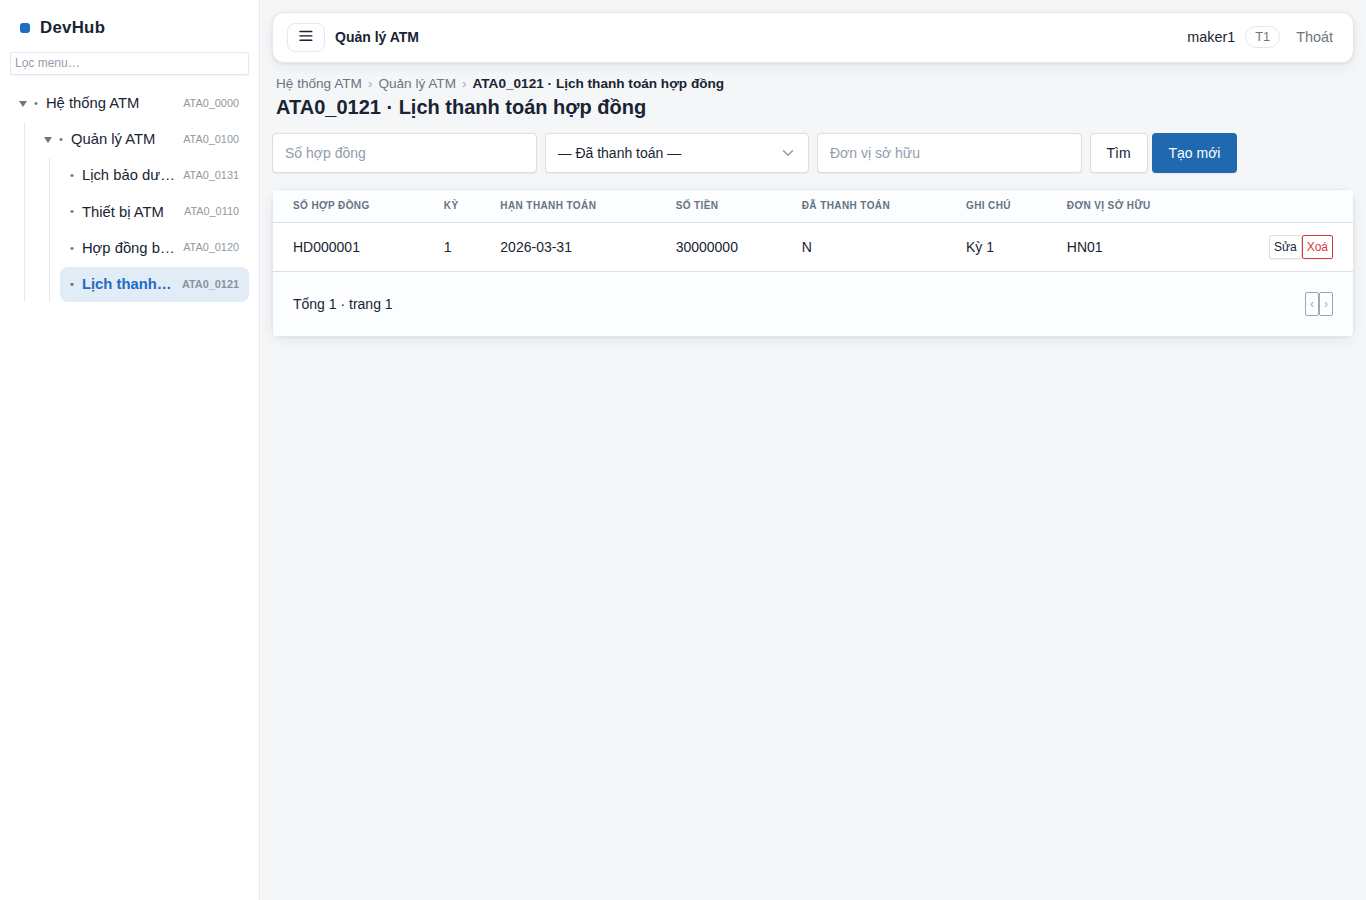 DevHub
Lọc menu…
Hệ thống ATM ATA0_0000
Quản lý ATM ATA0_0100
Lịch bảo dư… ATA0_0131
Thiết bị ATM ATA0_0110
Hợp đồng b… ATA0_0120
Lịch thanh… ATA0_0121
Quản lý ATM
maker1 T1 Thoát
Hệ thống ATM › Quản lý ATM › ATA0_0121 · Lịch thanh toán hợp đồng
ATA0_0121 · Lịch thanh toán hợp đồng
Số hợp đồng — Đã thanh toán — Đơn vị sở hữu Tìm Tạo mới
SỐ HỢP ĐỒNG KỲ HẠN THANH TOÁN SỐ TIỀN ĐÃ THANH TOÁN GHI CHÚ ĐƠN VỊ SỞ HỮU
HD000001 1 2026-03-31 30000000 N Kỳ 1 HN01 Sửa Xoá
Tổng 1 · trang 1 ‹ ›